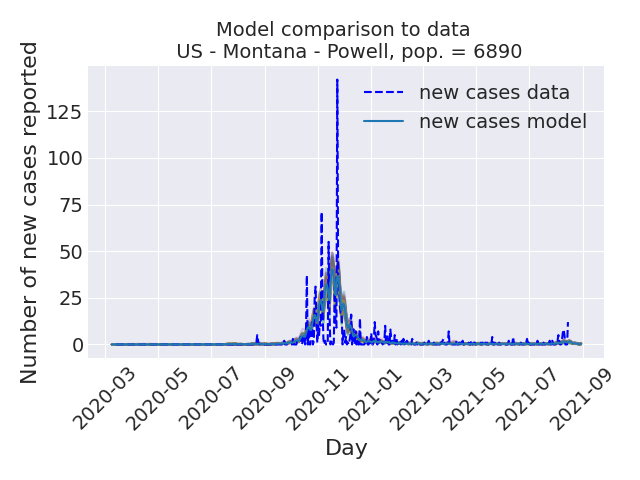 Model comparison to data
US - Montana - Powell, pop. = 6890
Number of new cases reported
125
100
75
50
25
0
new cases data
new cases model
2020-03
2020-05
2020-07
2020-09
2020-11
2021-01
2021-03
2021-05
2021-07
2021-09
Day